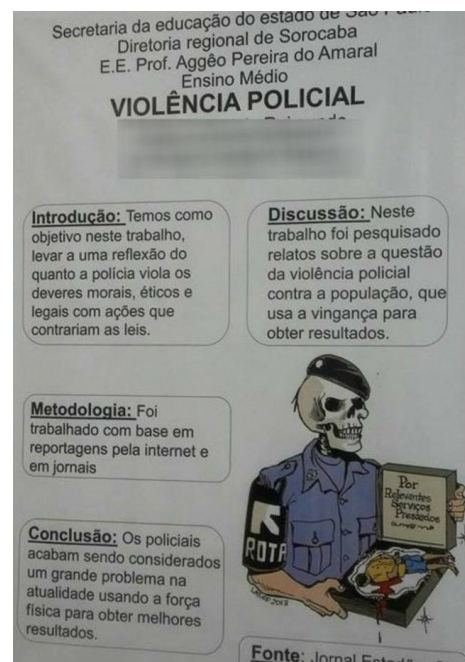 Secretaria da educação do estado de São Paulo
Diretoria regional de Sorocaba
E.E. Prof. Aggêo Pereira do Amaral
Ensino Médio
VIOLÊNCIA POLICIAL
Introdução: Temos como
objetivo neste trabalho,
levar a uma reflexão do
quanto a polícia viola os
deveres morais, éticos e
legais com ações que
contrariam as leis.
Discussão: Neste
trabalho foi pesquisado
relatos sobre a questão
da violência policial
contra a população, que
usa a vingança para
obter resultados.
Metodologia: Foi
trabalhado com base em
reportagens pela internet e
em jornais
Por
Relevantes
Serviços
Prestados
ROTA
LATUFF 2013
Conclusão: Os policiais
acabam sendo considerados
um grande problema na
atualidade usando a força
física para obter melhores
resultados.
Fonte: Jornal